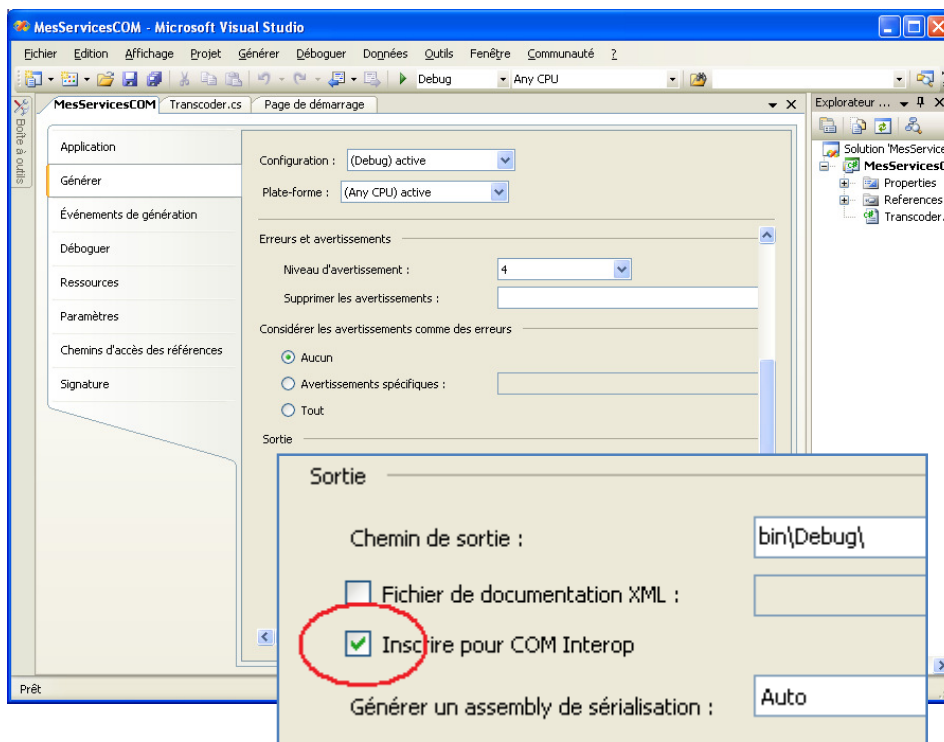 MesServicesCOM - Microsoft Visual Studio
Fichier Edition Affichage Projet Générer Déboguer Données Outils Fenêtre Communauté ?
Debug Any CPU
MesServicesCOM Transcoder.cs Page de démarrage
Explorateur ...
Boîte à outils
Application
Générer
Événements de génération
Déboguer
Ressources
Paramètres
Chemins d'accès des références
Signature
Configuration : (Debug) active
Plate-forme : (Any CPU) active
Erreurs et avertissements
Niveau d'avertissement : 4
Supprimer les avertissements :
Considérer les avertissements comme des erreurs
Aucun
Avertissements spécifiques :
Tout
Sortie
Solution 'MesService
MesServicesC
Properties
References
Transcoder.
Sortie
Chemin de sortie : bin\Debug\
Fichier de documentation XML :
Inscrire pour COM Interop
Générer un assembly de sérialisation : Auto
Prêt